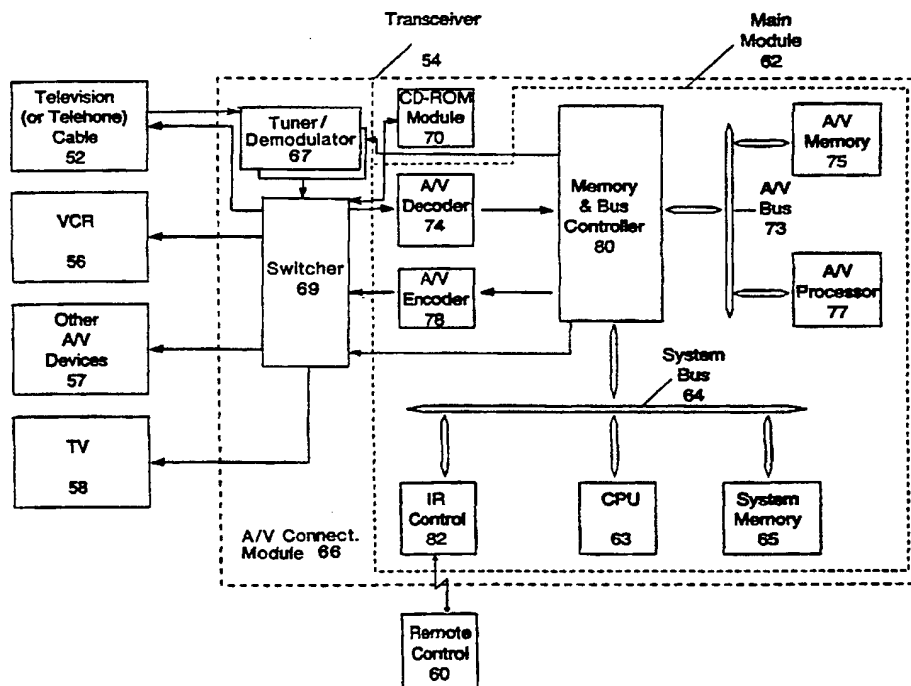 Transceiver
54
Main
Module
62
Television
(or Telehone)
Cable
52
Tuner/
Demodulator
67
CD-ROM
Module
70
A/V
Memory
75
VCR
56
A/V
Decoder
74
Memory
& Bus
Controller
80
A/V
Bus
73
Switcher
69
A/V
Encoder
78
A/V
Processor
77
Other
A/V
Devices
57
System
Bus
64
TV
58
IR
Control
82
CPU
63
System
Memory
65
A/V Connect.
Module 66
Remote
Control
60